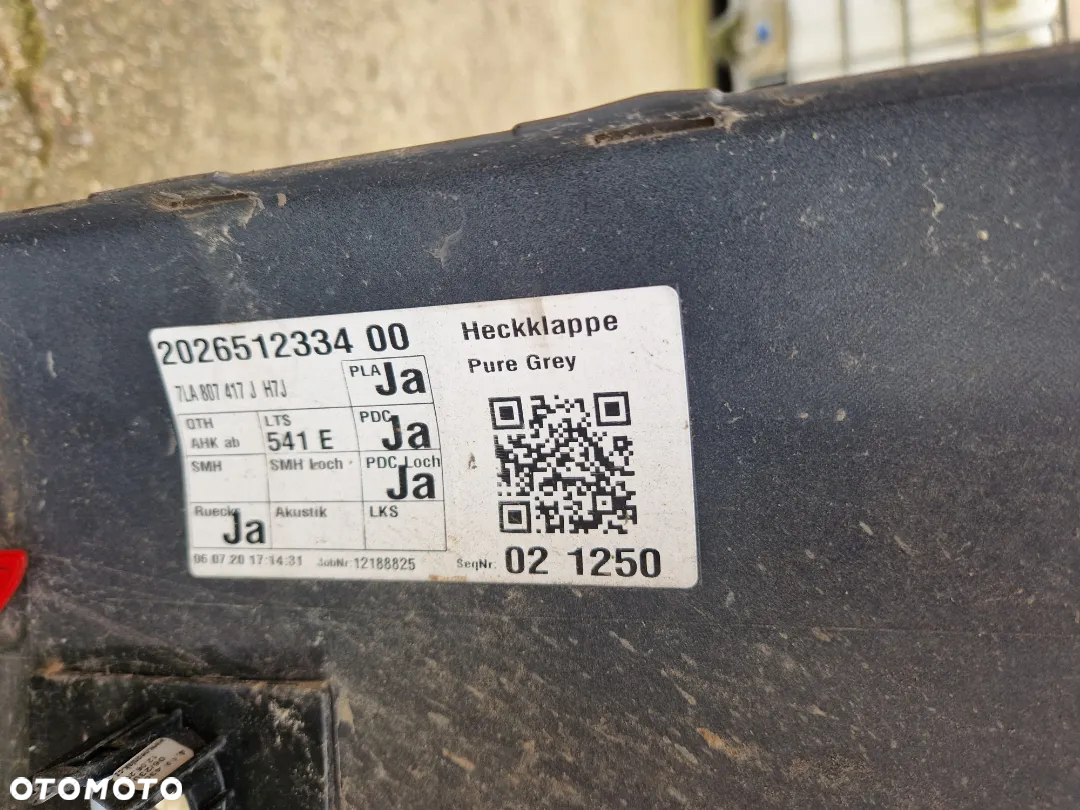 2026512334 00
Heckklappe
Pure Grey
7LA 807 417 J H7J
PLA Ja
QTH
AHK ab
LTS
541 E
PDC Ja
SMH
SMH Loch
PDC Loch
Ja
Rueckf Ja
Akustik
LKS
06.07.20 17:14:31 JobNr: 12188825
SeqNr: 02 1250
OTOMOTO